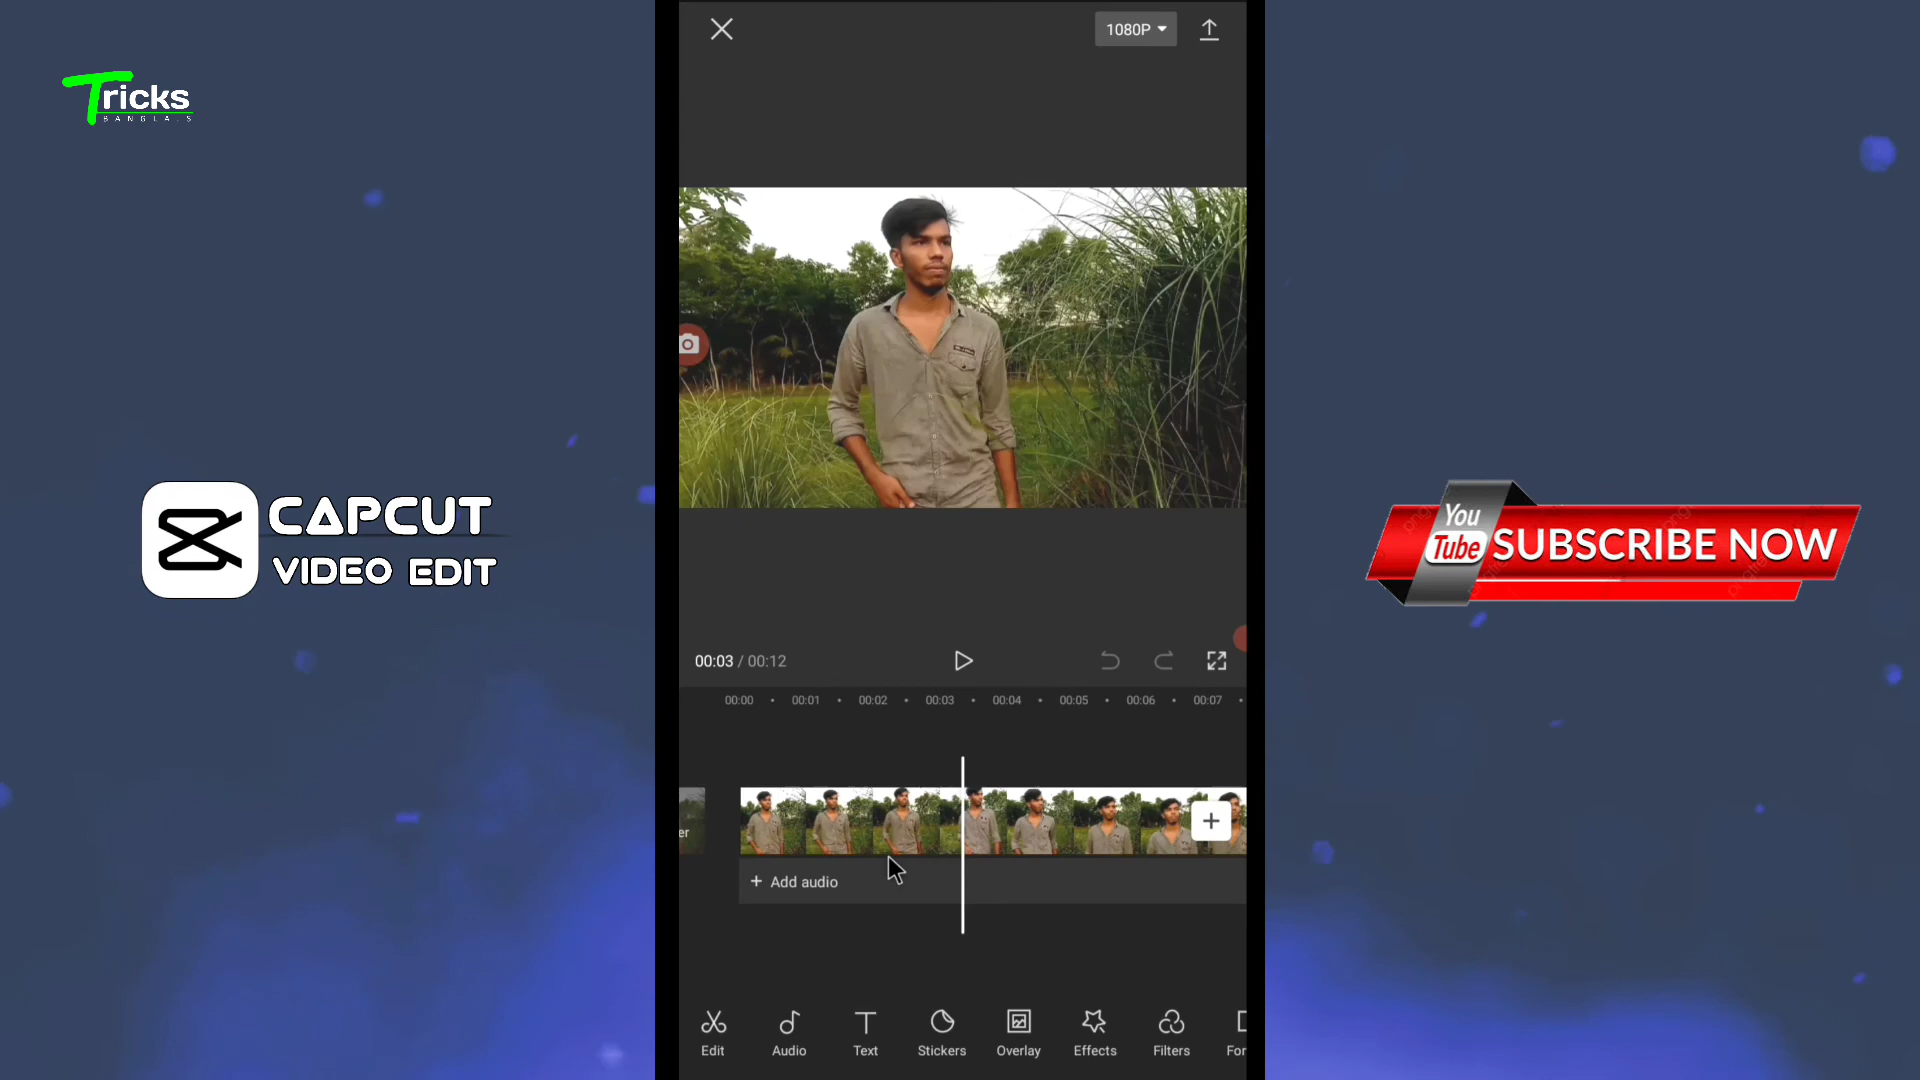 Tricks
BANGLA.S
1080P
CAPCUT
VIDEO EDIT
You
Tube
SUBSCRIBE NOW
00:03 / 00:12
00:00 00:01 00:02 00:03 00:04 00:05 00:06 00:07
er
+ Add audio
Edit Audio Text Stickers Overlay Effects Filters For